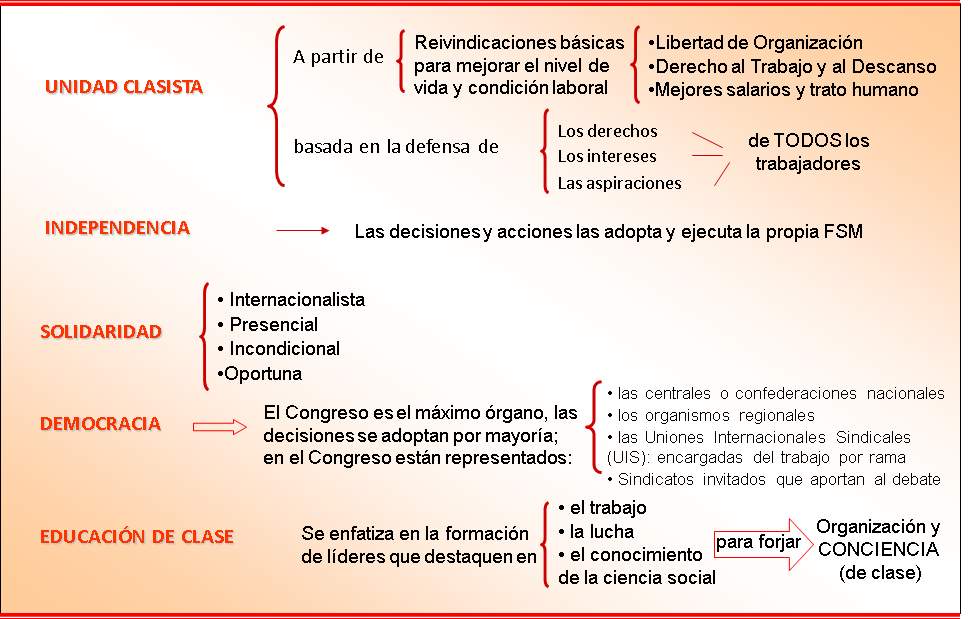 UNIDAD CLASISTA
A partir de
Reivindicaciones básicas
para mejorar el nivel de
vida y condición laboral
•Libertad de Organización
•Derecho al Trabajo y al Descanso
•Mejores salarios y trato humano
basada en la defensa de
Los derechos
Los intereses
Las aspiraciones
de TODOS los
trabajadores
INDEPENDENCIA
Las decisiones y acciones las adopta y ejecuta la propia FSM
SOLIDARIDAD
• Internacionalista
• Presencial
• Incondicional
•Oportuna
DEMOCRACIA
El Congreso es el máximo órgano, las
decisiones se adoptan por mayoría;
en el Congreso están representados:
• las centrales o confederaciones nacionales
• los organismos regionales
• las Uniones Internacionales Sindicales
(UIS): encargadas del trabajo por rama
• Sindicatos invitados que aportan al debate
EDUCACIÓN DE CLASE
Se enfatiza en la formación
de líderes que destaquen en
• el trabajo
• la lucha
• el conocimiento
de la ciencia social
para forjar
Organización y
CONCIENCIA
(de clase)